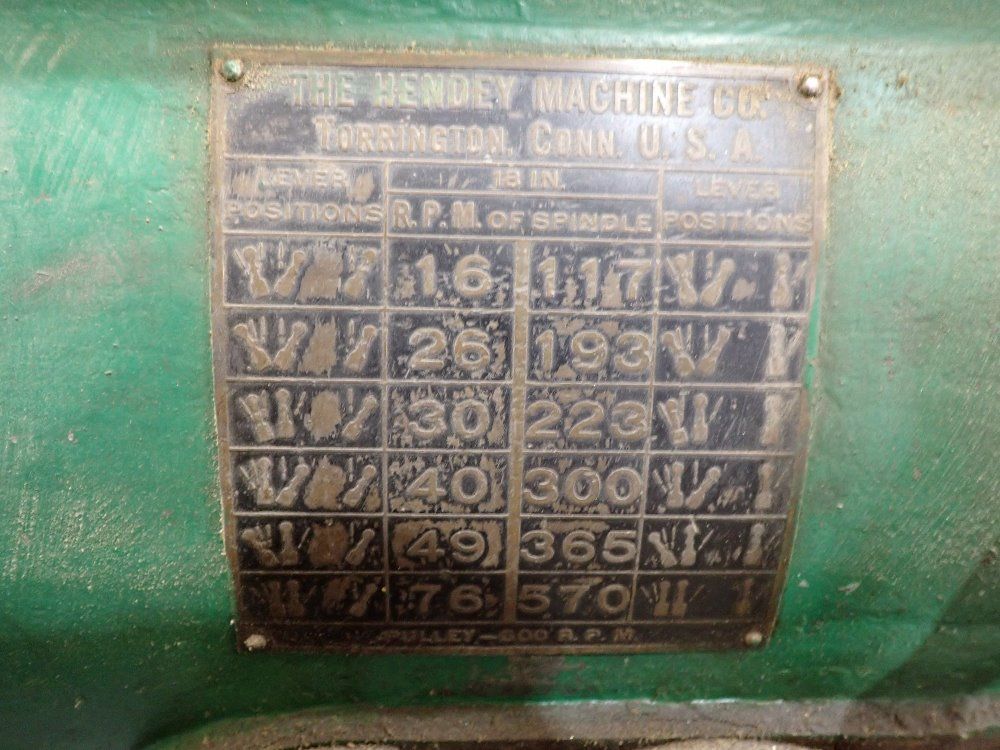 THE HENDEY MACHINE CO.
TORRINGTON, CONN. U. S. A.
LEVER POSITIONS
18 IN.
R. P. M. OF SPINDLE
LEVER POSITIONS
16 117
26 193
30 223
40 300
49 365
76 570
PULLEY—600 R. P. M.